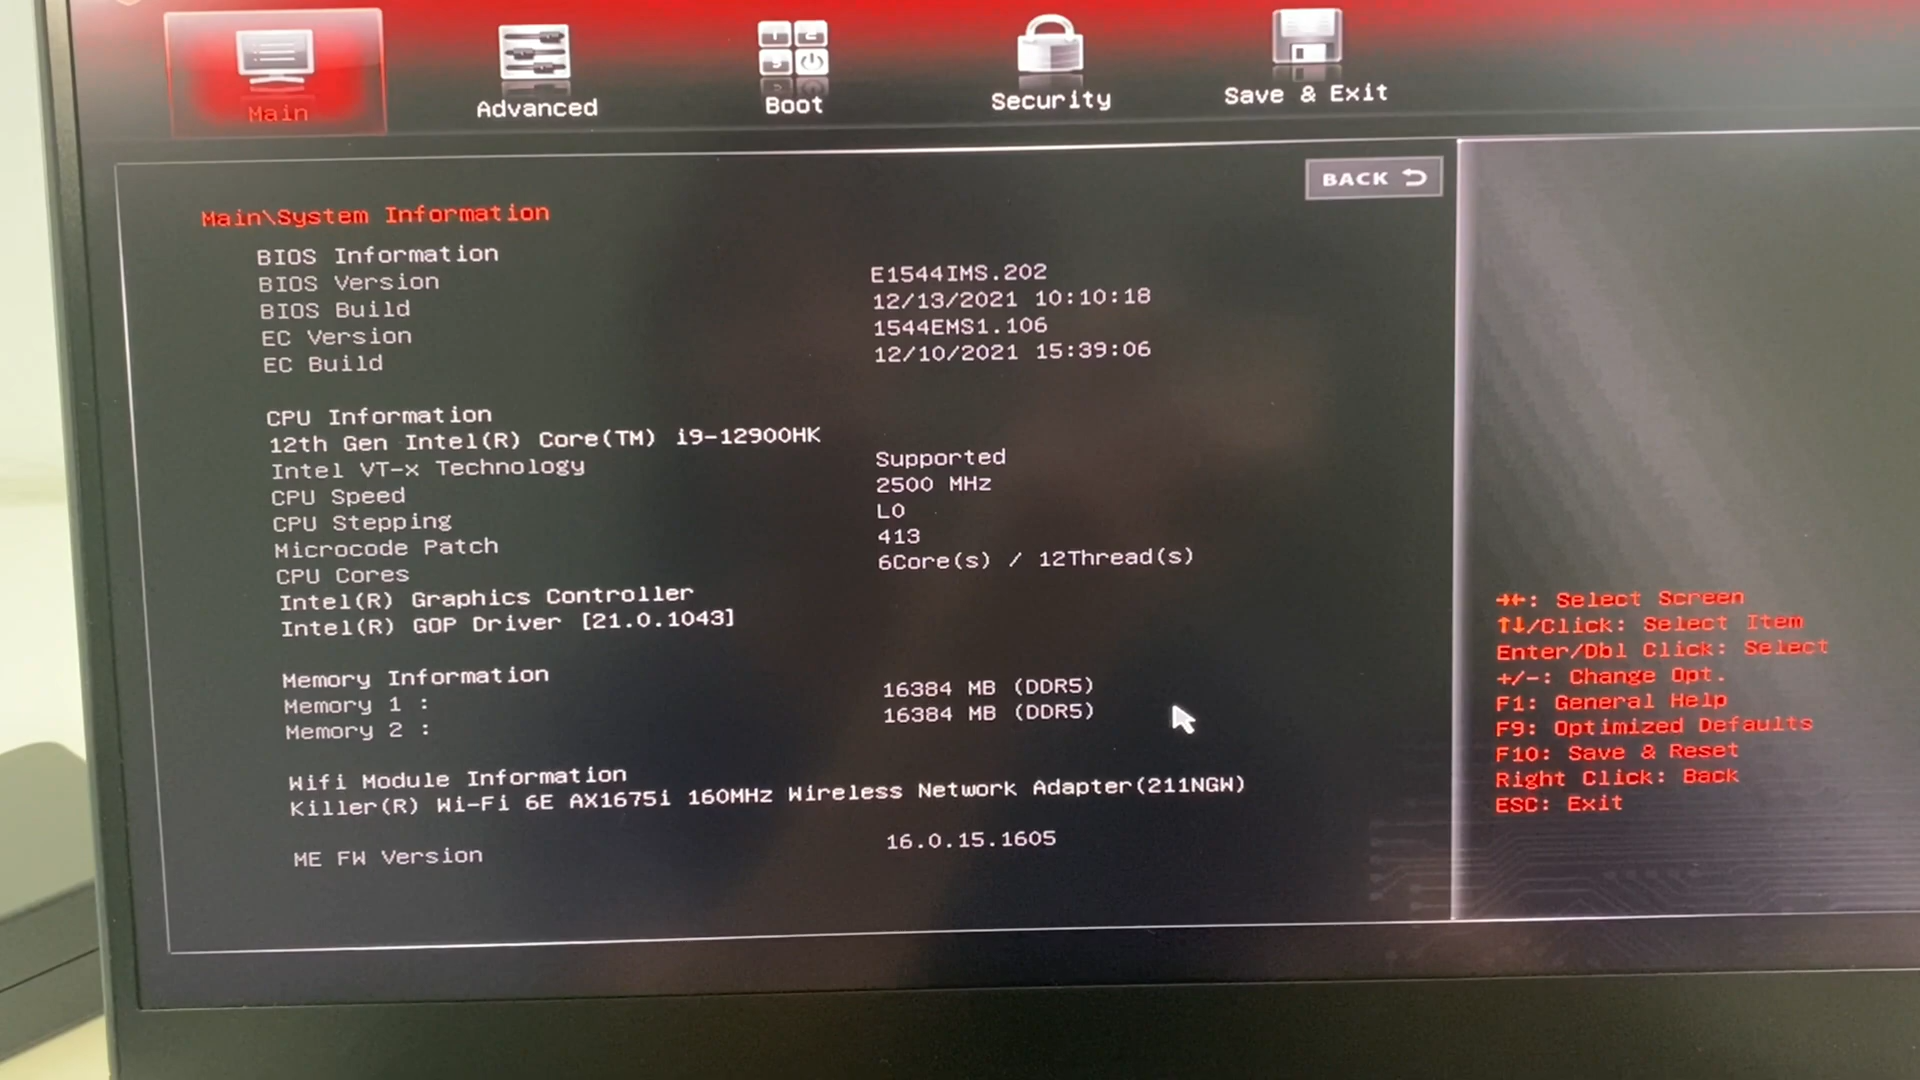 Main
Advanced
Boot
Security
Save & Exit
BACK
Main\System Information
BIOS Information
BIOS Version E1544IMS.202
BIOS Build 12/13/2021 10:10:18
EC Version 1544EMS1.106
EC Build 12/10/2021 15:39:06
CPU Information
12th Gen Intel(R) Core(TM) i9-12900HK
Intel VT-x Technology Supported
CPU Speed 2500 MHz
CPU Stepping L0
Microcode Patch 413
CPU Cores 6Core(s) / 12Thread(s)
Intel(R) Graphics Controller
Intel(R) GOP Driver [21.0.1043]
Memory Information
Memory 1 : 16384 MB (DDR5)
Memory 2 : 16384 MB (DDR5)
Wifi Module Information
Killer(R) Wi-Fi 6E AX1675i 160MHz Wireless Network Adapter(211NGW)
ME FW Version 16.0.15.1605
→←: Select Screen
↑↓/Click: Select Item
Enter/Dbl Click: Select
+/-: Change Opt.
F1: General Help
F9: Optimized Defaults
F10: Save & Reset
Right Click: Back
ESC: Exit